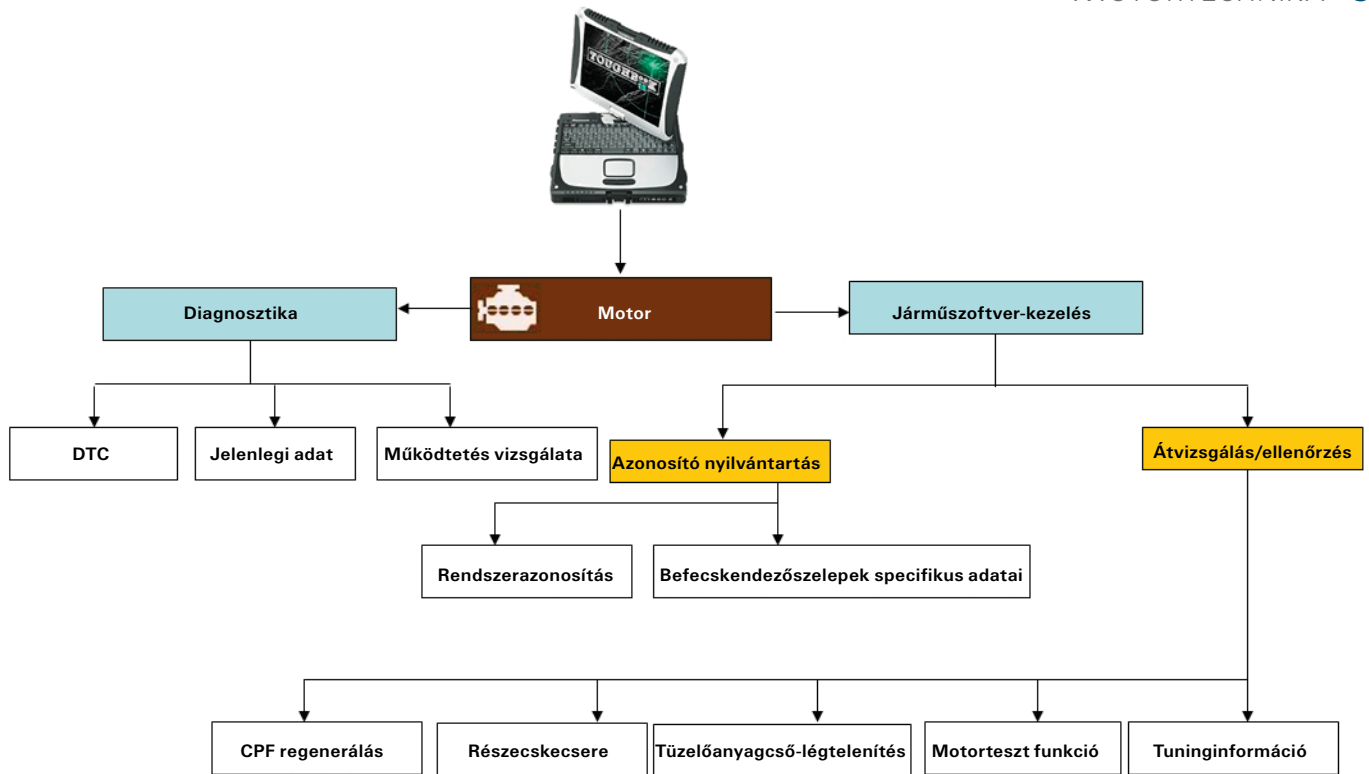 TOUGHBOOK
Diagnosztika
Motor
Járműszoftver-kezelés
DTC
Jelenlegi adat
Működtetés vizsgálata
Azonosító nyilvántartás
Átvizsgálás/ellenőrzés
Rendszerazonosítás
Befecskendezőszelepek specifikus adatai
CPF regenerálás
Részecskecsere
Tüzelőanyagcső-légtelenítés
Motorteszt funkció
Tuninginformáció